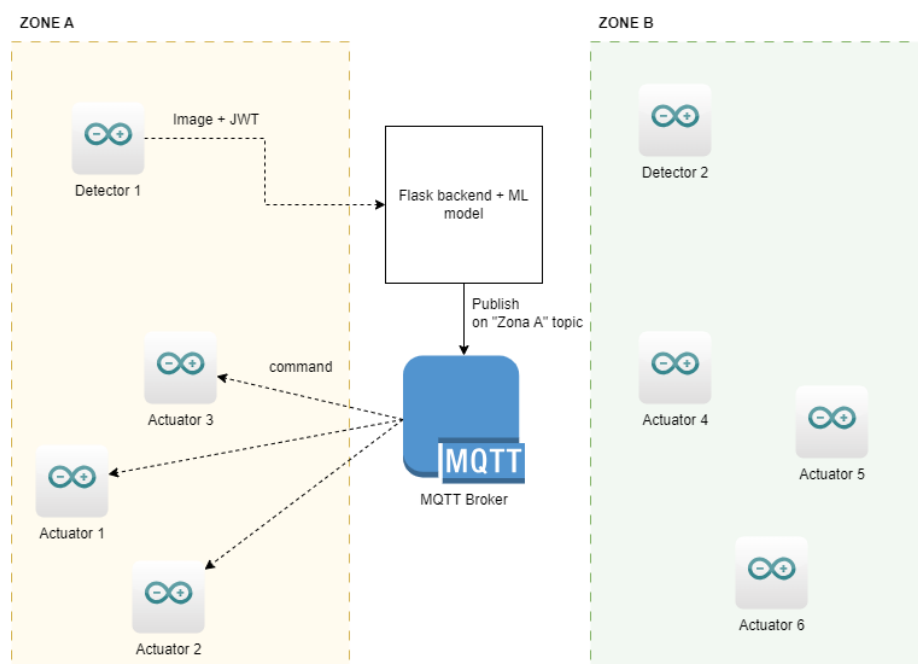 ZONE A
ZONE B
Image + JWT
Detector 1
Detector 2
Flask backend + ML
model
Publish
on "Zona A" topic
command
Actuator 3
Actuator 4
MQTT
MQTT Broker
Actuator 5
Actuator 1
Actuator 6
Actuator 2